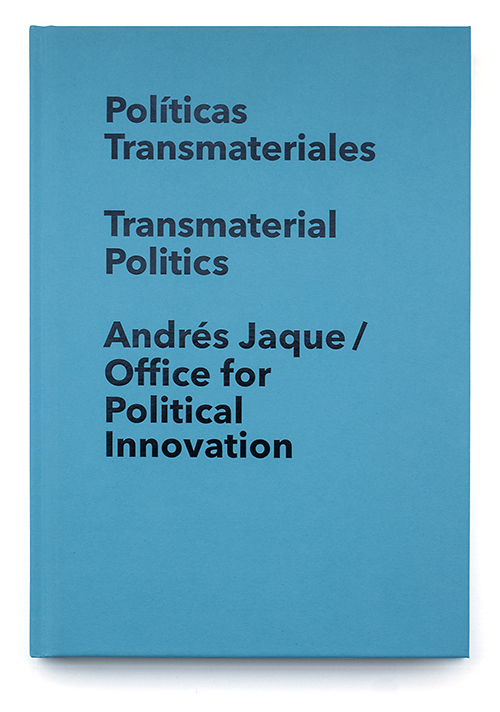 Políticas
Transmateriales
Transmaterial
Politics
Andrés Jaque /
Office for
Political
Innovation